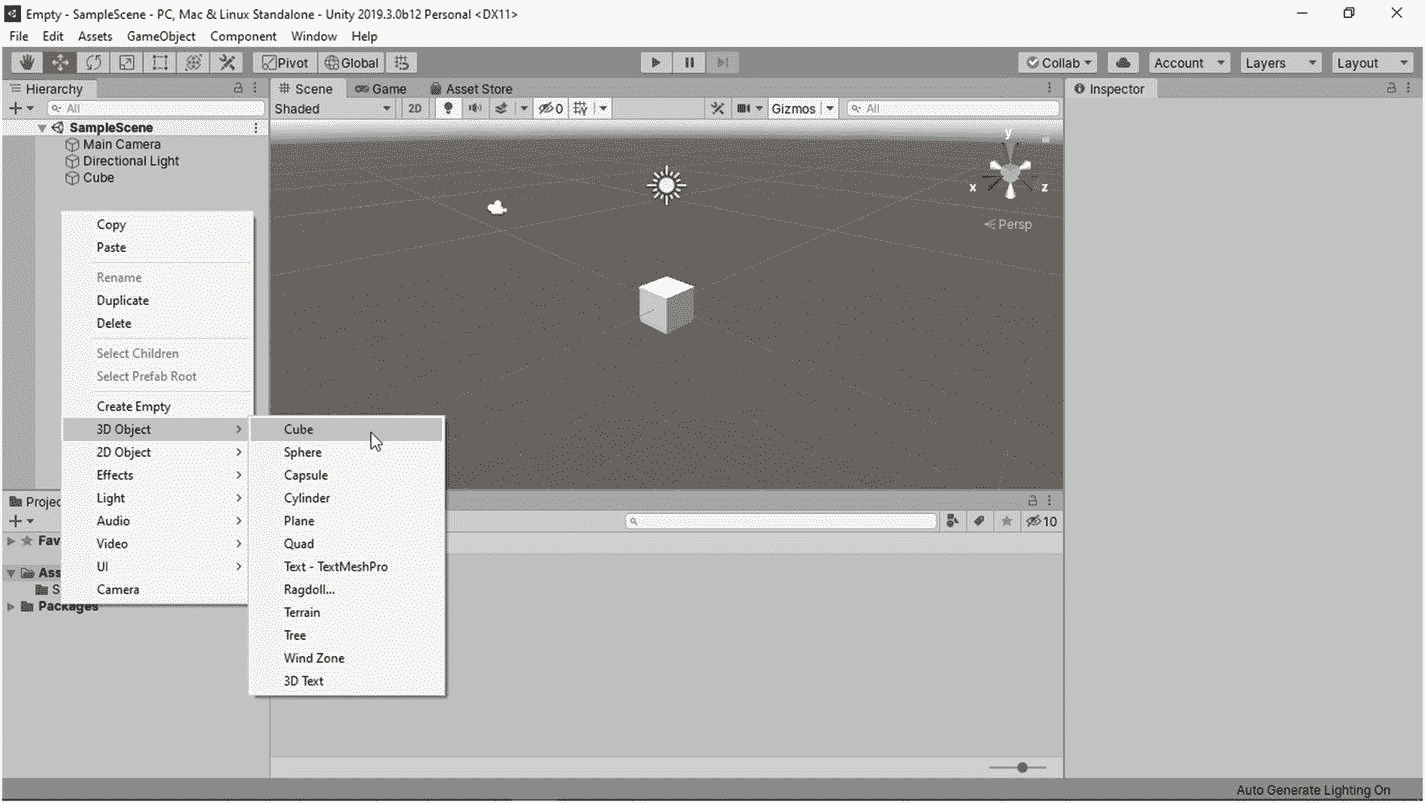 Empty - SampleScene - PC, Mac & Linux Standalone - Unity 2019.3.0b12 Personal <DX11>
File Edit Assets GameObject Component Window Help
Pivot Global Collab Account Layers Layout
Hierarchy
All
SampleScene
Main Camera
Directional Light
Cube
Scene Game Asset Store
Shaded 2D 0 Gizmos All
y
x z
Persp
Inspector
Copy
Paste
Rename
Duplicate
Delete
Select Children
Select Prefab Root
Create Empty
3D Object
2D Object
Effects
Light
Audio
Video
UI
Camera
Cube
Sphere
Capsule
Cylinder
Plane
Quad
Text - TextMeshPro
Ragdoll...
Terrain
Tree
Wind Zone
3D Text
Projec
10
Fav
Ass
S
Packages
Auto Generate Lighting On